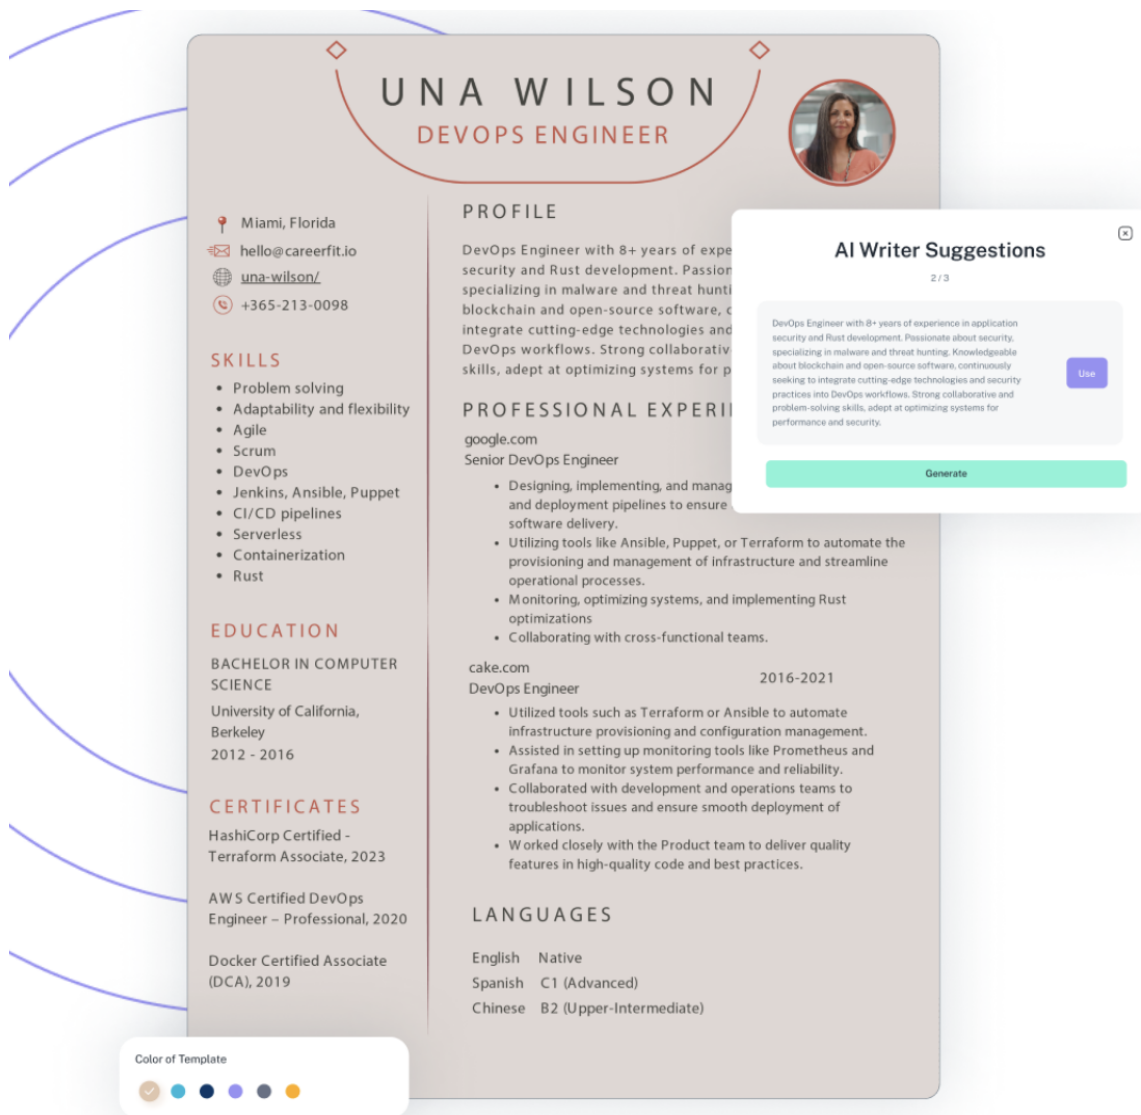 UNA WILSON
DEVOPS ENGINEER
Miami, Florida
hello@careerfit.io
una-wilson/
+365-213-0098
SKILLS
• Problem solving
• Adaptability and flexibility
• Agile
• Scrum
• DevOps
• Jenkins, Ansible, Puppet
• CI/CD pipelines
• Serverless
• Containerization
• Rust
EDUCATION
BACHELOR IN COMPUTER
SCIENCE
University of California,
Berkeley
2012 - 2016
CERTIFICATES
HashiCorp Certified -
Terraform Associate, 2023
AWS Certified DevOps
Engineer – Professional, 2020
Docker Certified Associate
(DCA), 2019
PROFILE
DevOps Engineer with 8+ years of expe
security and Rust development. Passion
specializing in malware and threat hunti
blockchain and open-source software, c
integrate cutting-edge technologies and
DevOps workflows. Strong collaborativ
skills, adept at optimizing systems for p
PROFESSIONAL EXPERI
google.com
Senior DevOps Engineer
• Designing, implementing, and manag
and deployment pipelines to ensure
software delivery.
• Utilizing tools like Ansible, Puppet, or Terraform to automate the
provisioning and management of infrastructure and streamline
operational processes.
• Monitoring, optimizing systems, and implementing Rust
optimizations
• Collaborating with cross-functional teams.
cake.com
DevOps Engineer
2016-2021
• Utilized tools such as Terraform or Ansible to automate
infrastructure provisioning and configuration management.
• Assisted in setting up monitoring tools like Prometheus and
Grafana to monitor system performance and reliability.
• Collaborated with development and operations teams to
troubleshoot issues and ensure smooth deployment of
applications.
• Worked closely with the Product team to deliver quality
features in high-quality code and best practices.
LANGUAGES
English Native
Spanish C1 (Advanced)
Chinese B2 (Upper-Intermediate)
AI Writer Suggestions
2/3
DevOps Engineer with 8+ years of experience in application
security and Rust development. Passionate about security,
specializing in malware and threat hunting. Knowledgeable
about blockchain and open-source software, continuously
seeking to integrate cutting-edge technologies and security
practices into DevOps workflows. Strong collaborative and
problem-solving skills, adept at optimizing systems for
performance and security.
Use
Generate
Color of Template